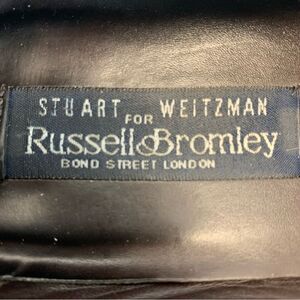 STUART WEITZMAN
FOR
Russell&Bromley
BOND STREET LONDON